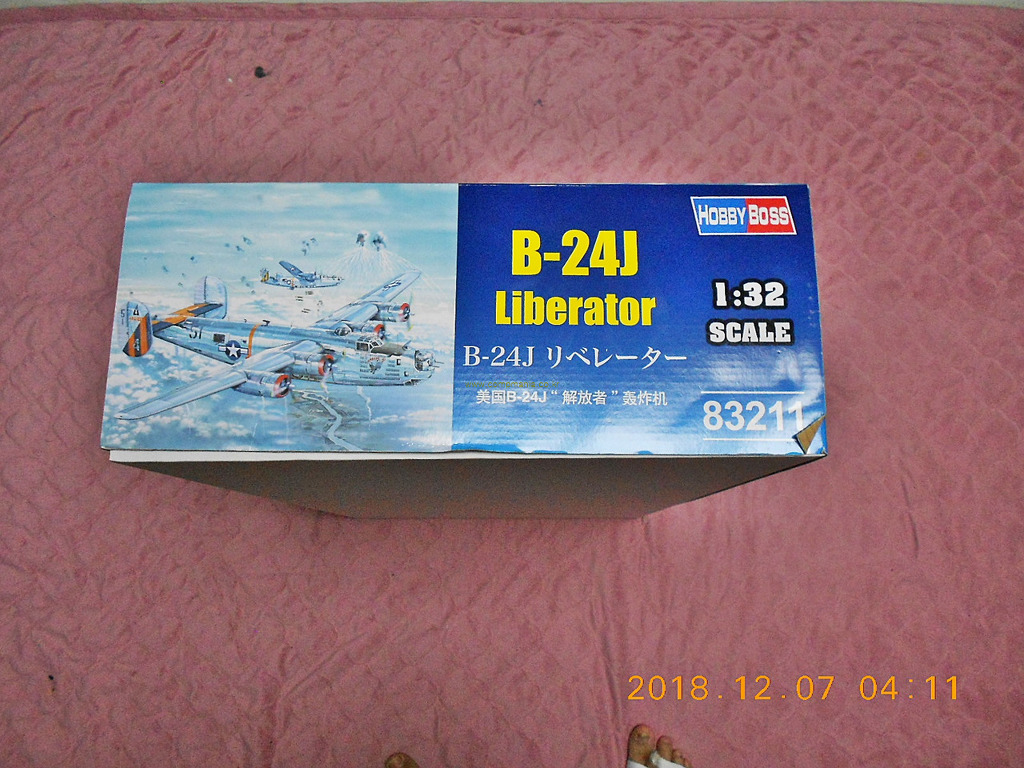 HOBBY BOSS
B-24J
Liberator
1:32
SCALE
B-24J リベレーター
美国B-24J“解放者”轰炸机
83211
2018.12.07 04:11